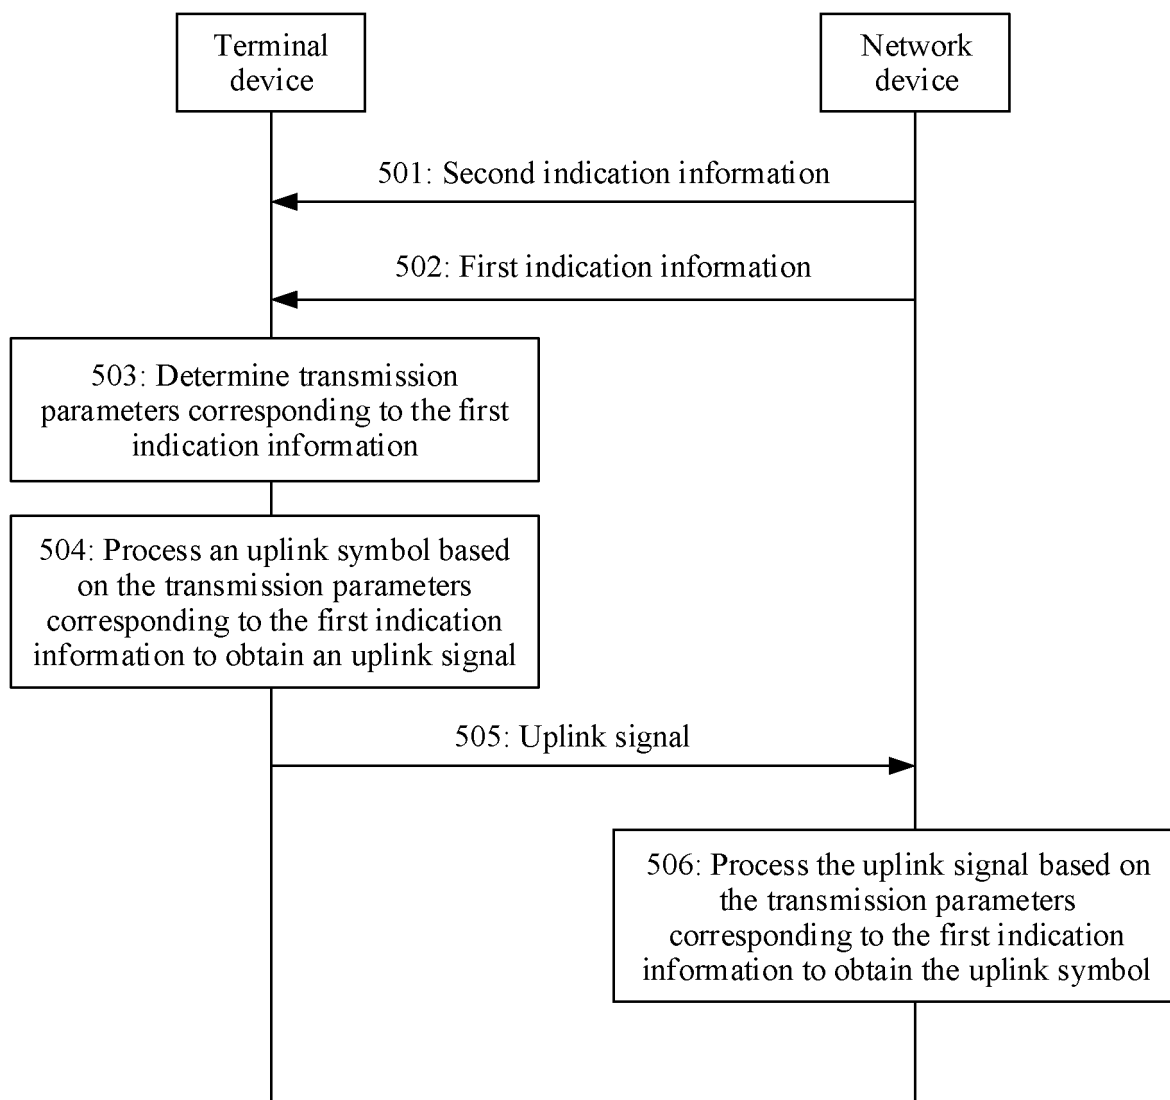 Terminal
device
Network
device
501: Second indication information
502: First indication information
503: Determine transmission
parameters corresponding to the first
indication information
504: Process an uplink symbol based
on the transmission parameters
corresponding to the first indication
information to obtain an uplink signal
505: Uplink signal
506: Process the uplink signal based on
the transmission parameters
corresponding to the first indication
information to obtain the uplink symbol